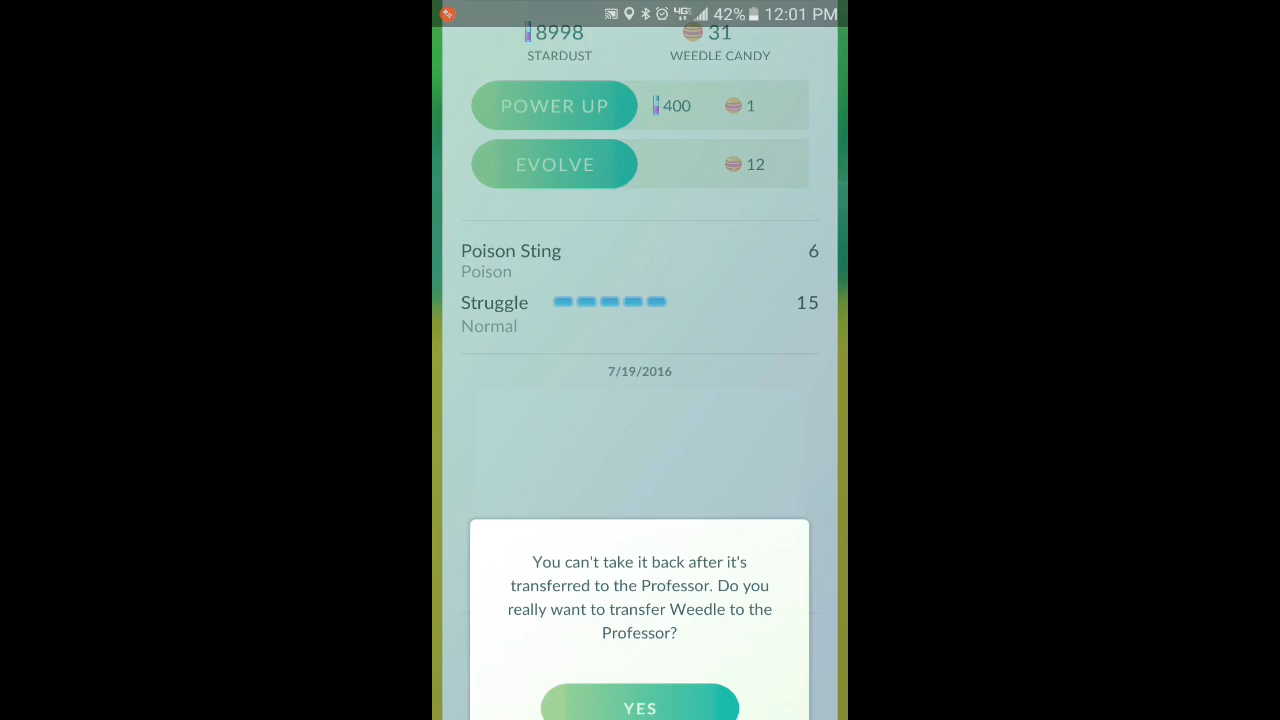 4G 42% 12:01 PM
8998 31
STARDUST WEEDLE CANDY
POWER UP 400 1
EVOLVE 12
Poison Sting 6
Poison
Struggle 15
Normal
7/19/2016
You can't take it back after it's
transferred to the Professor. Do you
really want to transfer Weedle to the
Professor?
YES